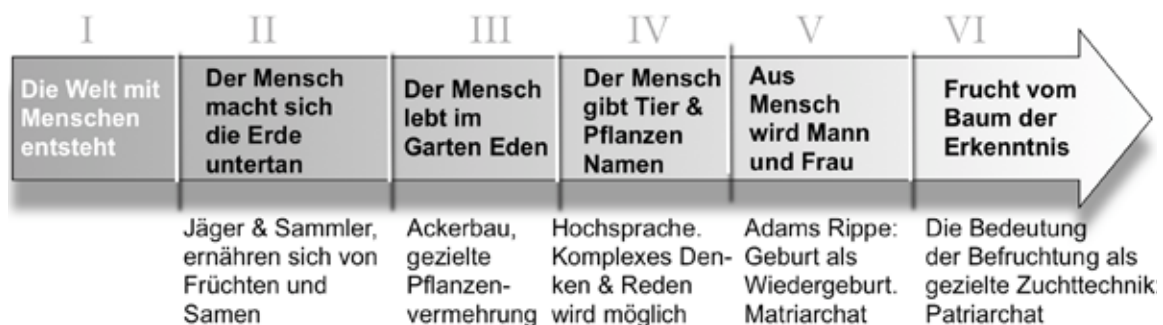 I
II
III
IV
V
VI
Die Welt mit
Menschen
entsteht
Der Mensch
macht sich
die Erde
untertan
Der Mensch
lebt im
Garten Eden
Der Mensch
gibt Tier &
Pflanzen
Namen
Aus
Mensch
wird Mann
und Frau
Frucht vom
Baum der
Erkenntnis
Jäger & Sammler,
ernähren sich von
Früchten und
Samen
Ackerbau,
gezielte
Pflanzen-
vermehrung
Hochsprache.
Komplexes Den-
ken & Reden
wird möglich
Adams Rippe:
Geburt als
Wiedergeburt.
Matriarchat
Die Bedeutung
der Befruchtung als
gezielte Zuchttechnik:
Patriarchat